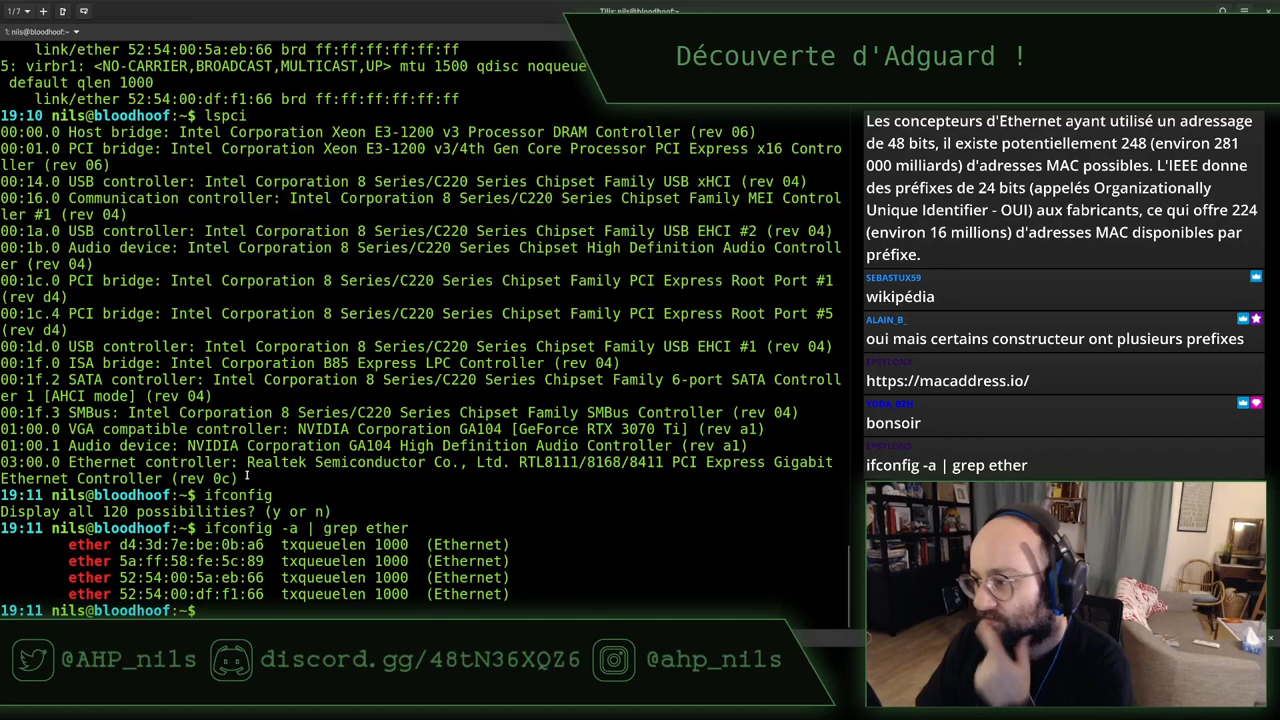 1/7
Tilix: nils@bloodhoof:~
1: nils@bloodhoof:~
Découverte d'Adguard !
link/ether 52:54:00:5a:eb:66 brd ff:ff:ff:ff:ff:ff
5: virbr1: <NO-CARRIER,BROADCAST,MULTICAST,UP> mtu 1500 qdisc noqueue
default qlen 1000
link/ether 52:54:00:df:f1:66 brd ff:ff:ff:ff:ff:ff
19:10 nils@bloodhoof:~$ lspci
00:00.0 Host bridge: Intel Corporation Xeon E3-1200 v3 Processor DRAM Controller (rev 06)
00:01.0 PCI bridge: Intel Corporation Xeon E3-1200 v3/4th Gen Core Processor PCI Express x16 Contro
ller (rev 06)
00:14.0 USB controller: Intel Corporation 8 Series/C220 Series Chipset Family USB xHCI (rev 04)
00:16.0 Communication controller: Intel Corporation 8 Series/C220 Series Chipset Family MEI Control
ler #1 (rev 04)
00:1a.0 USB controller: Intel Corporation 8 Series/C220 Series Chipset Family USB EHCI #2 (rev 04)
00:1b.0 Audio device: Intel Corporation 8 Series/C220 Series Chipset High Definition Audio Controll
er (rev 04)
00:1c.0 PCI bridge: Intel Corporation 8 Series/C220 Series Chipset Family PCI Express Root Port #1
(rev d4)
00:1c.4 PCI bridge: Intel Corporation 8 Series/C220 Series Chipset Family PCI Express Root Port #5
(rev d4)
00:1d.0 USB controller: Intel Corporation 8 Series/C220 Series Chipset Family USB EHCI #1 (rev 04)
00:1f.0 ISA bridge: Intel Corporation B85 Express LPC Controller (rev 04)
00:1f.2 SATA controller: Intel Corporation 8 Series/C220 Series Chipset Family 6-port SATA Controll
er 1 [AHCI mode] (rev 04)
00:1f.3 SMBus: Intel Corporation 8 Series/C220 Series Chipset Family SMBus Controller (rev 04)
01:00.0 VGA compatible controller: NVIDIA Corporation GA104 [GeForce RTX 3070 Ti] (rev a1)
01:00.1 Audio device: NVIDIA Corporation GA104 High Definition Audio Controller (rev a1)
03:00.0 Ethernet controller: Realtek Semiconductor Co., Ltd. RTL8111/8168/8411 PCI Express Gigabit
Ethernet Controller (rev 0c)
19:11 nils@bloodhoof:~$ ifconfig
Display all 120 possibilities? (y or n)
19:11 nils@bloodhoof:~$ ifconfig -a | grep ether
ether d4:3d:7e:be:0b:a6 txqueuelen 1000 (Ethernet)
ether 5a:ff:58:fe:5c:89 txqueuelen 1000 (Ethernet)
ether 52:54:00:5a:eb:66 txqueuelen 1000 (Ethernet)
ether 52:54:00:df:f1:66 txqueuelen 1000 (Ethernet)
19:11 nils@bloodhoof:~$
Les concepteurs d'Ethernet ayant utilisé un adressage
de 48 bits, il existe potentiellement 248 (environ 281
000 milliards) d'adresses MAC possibles. L'IEEE donne
des préfixes de 24 bits (appelés Organizationally
Unique Identifier - OUI) aux fabricants, ce qui offre 224
(environ 16 millions) d'adresses MAC disponibles par
préfixe.
SEBASTUX59
wikipédia
ALAIN_B_
oui mais certains constructeur ont plusieurs prefixes
EPSYLON3
https://macaddress.io/
YODA_BZH
bonsoir
EPSYLON3
ifconfig -a | grep ether
@AHP_nils
discord.gg/48tN36XQZ6
@ahp_nils